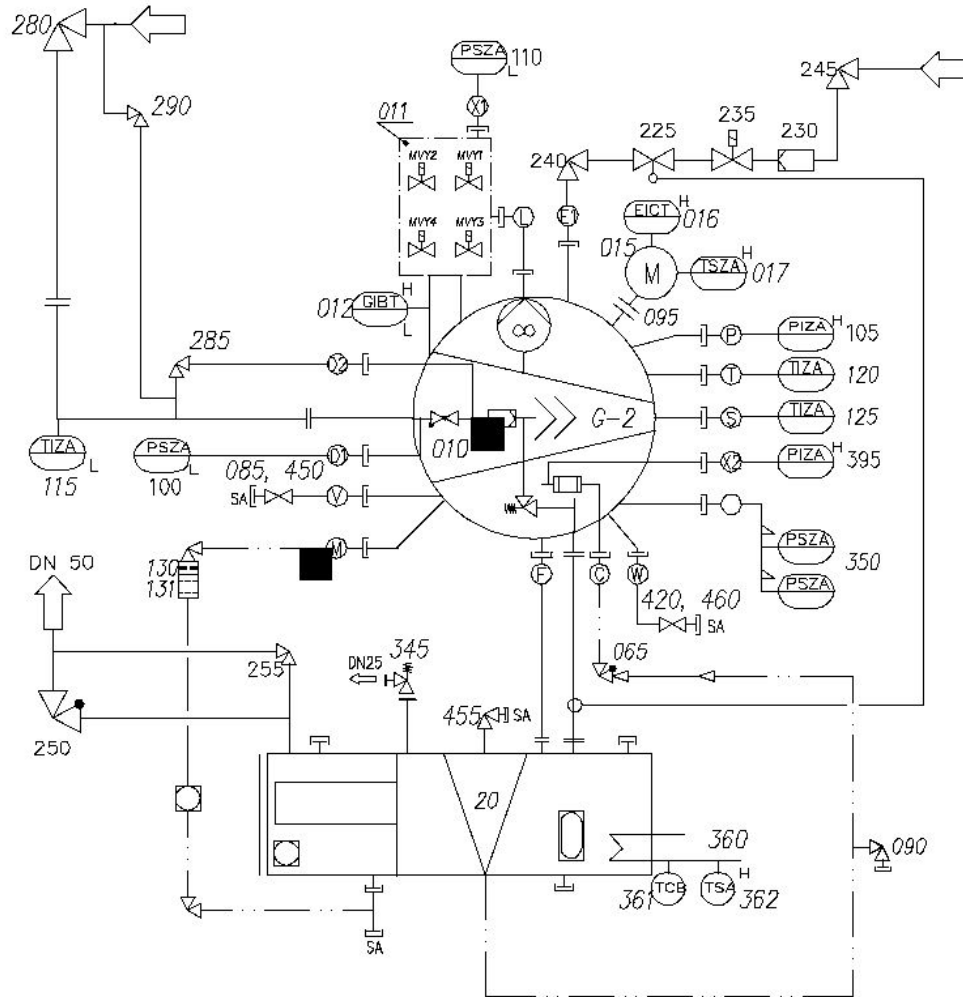 280
PSZA
L
110
290
011
X1
MVY2
MVY1
MVY4
MVY3
245
235
225
230
240
L
E1
EICT
H
016
015
M
TSZA
H
017
012
GIBT
H
L
095
285
D2
P
PIZA
H
105
T
TIZA
120
G-2
S
TIZA
125
010
TIZA
L
115
PSZA
L
100
D1
X2
PIZA
H
395
085, 450
SA
V
M
PSZA
350
PSZA
DN 50
130
131
F
C
W
420, 460
SA
255
DN25
345
065
250
455
SA
20
360
090
361
TCB
TSA
H
362
SA